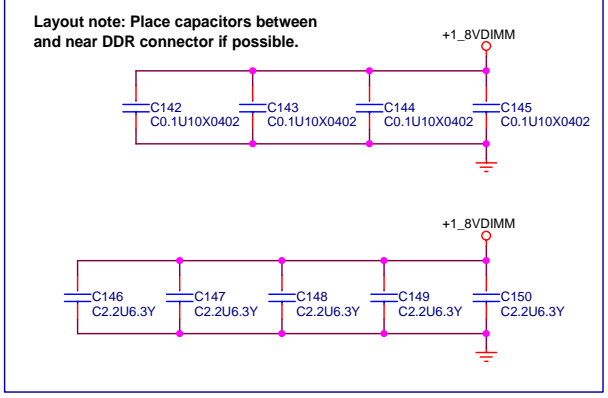 Layout note: Place capacitors between
and near DDR connector if possible.
+1_8VDIMM
C142
C0.1U10X0402
C143
C0.1U10X0402
C144
C0.1U10X0402
C145
C0.1U10X0402
+1_8VDIMM
C146
C2.2U6.3Y
C147
C2.2U6.3Y
C148
C2.2U6.3Y
C149
C2.2U6.3Y
C150
C2.2U6.3Y